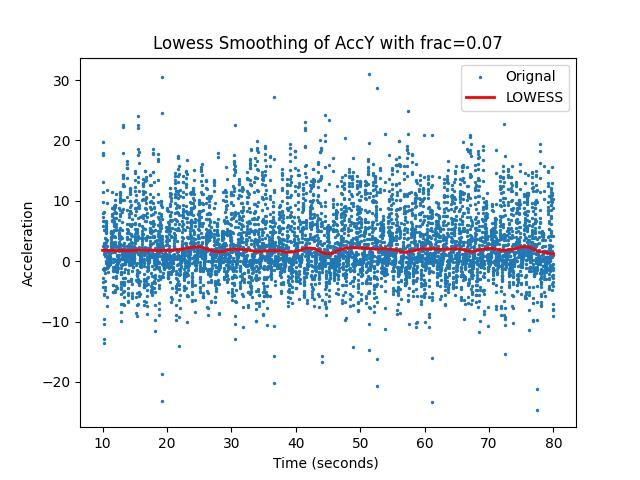 Lowess Smoothing of AccY with frac=0.07
Orignal
LOWESS
Acceleration
30
20
10
0
−10
−20
10 20 30 40 50 60 70 80
Time (seconds)